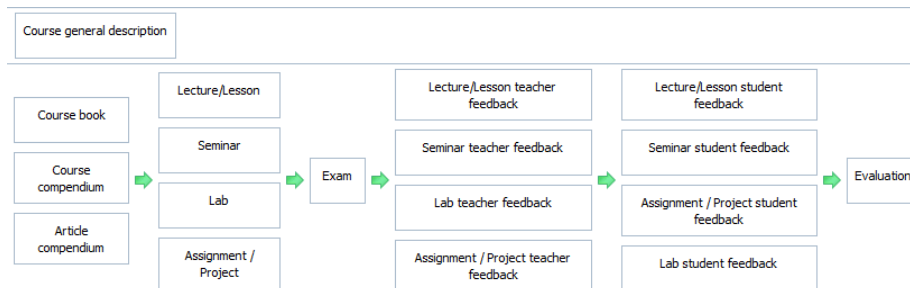 Course general description
Course book
Course
compendium
Article
compendium
Lecture/Lesson
Seminar
Lab
Assignment /
Project
Exam
Lecture/Lesson teacher
feedback
Seminar teacher feedback
Lab teacher feedback
Assignment / Project teacher
feedback
Lecture/Lesson student
feedback
Seminar student feedback
Assignment / Project student
feedback
Lab student feedback
Evaluation